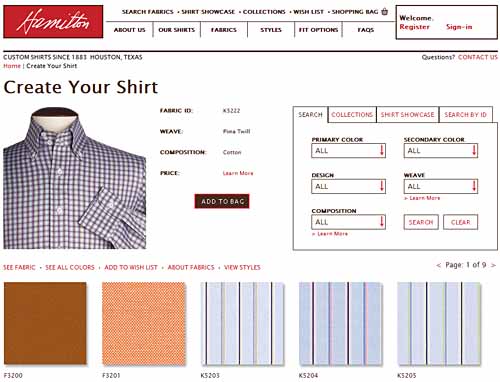 Hamilton
SEARCH FABRICS • SHIRT SHOWCASE • COLLECTIONS • WISH LIST • SHOPPING BAG
ABOUT US | OUR SHIRTS | FABRICS | STYLES | FIT OPTIONS | FAQS
Welcome.
Register Sign-in
CUSTOM SHIRTS SINCE 1883 HOUSTON, TEXAS
Questions? CONTACT US
Home | Create Your Shirt
Create Your Shirt
FABRIC ID: K5222
WEAVE: Pima Twill
COMPOSITION: Cotton
PRICE: Learn More
ADD TO BAG
SEARCH COLLECTIONS SHIRT SHOWCASE SEARCH BY ID
PRIMARY COLOR SECONDARY COLOR
ALL ALL
DESIGN WEAVE
ALL ALL
» Learn More
COMPOSITION
ALL SEARCH CLEAR
» Learn More
SEE FABRIC • SEE ALL COLORS • ADD TO WISH LIST • ABOUT FABRICS • VIEW STYLES
< Page: 1 of 9 >
F3200 F3201 K5203 K5204 K5205